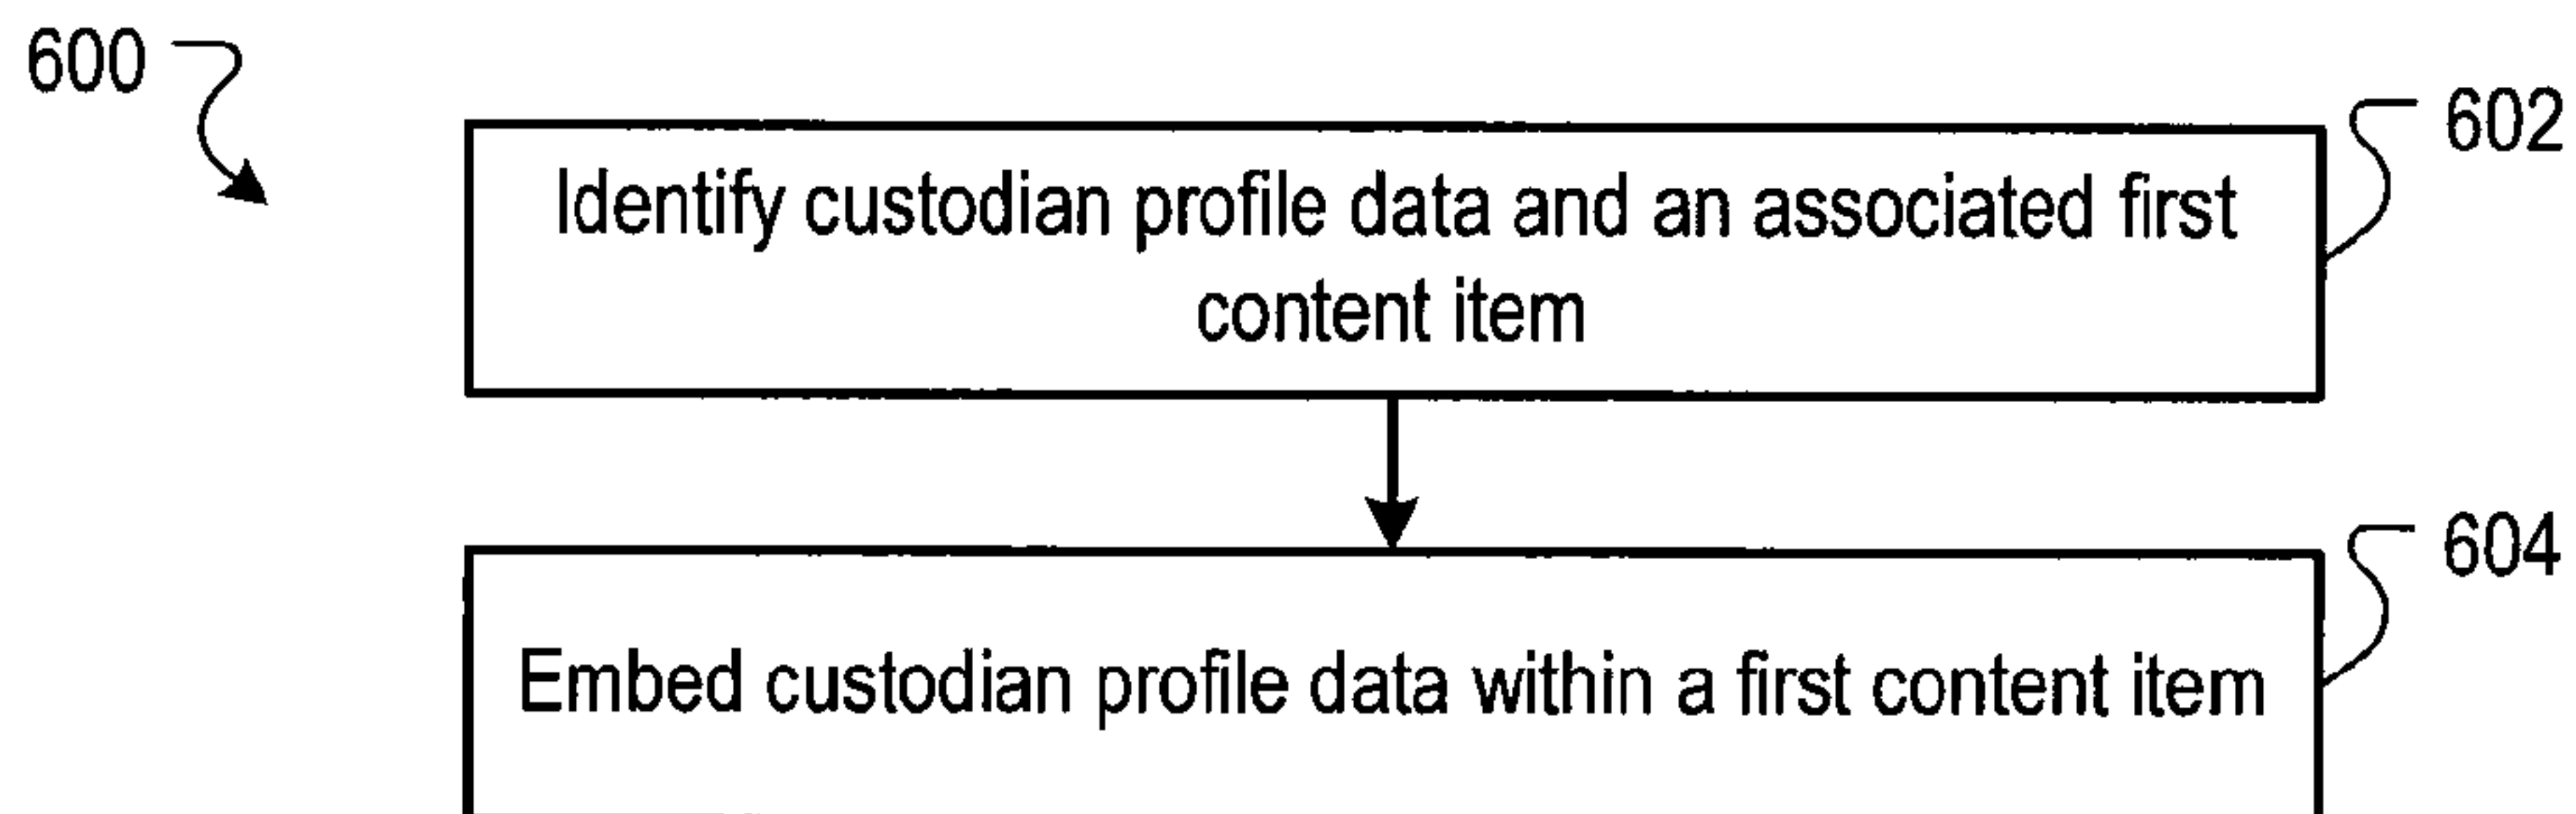 600
602
Identify custodian profile data and an associated first
content item
604
Embed custodian profile data within a first content item